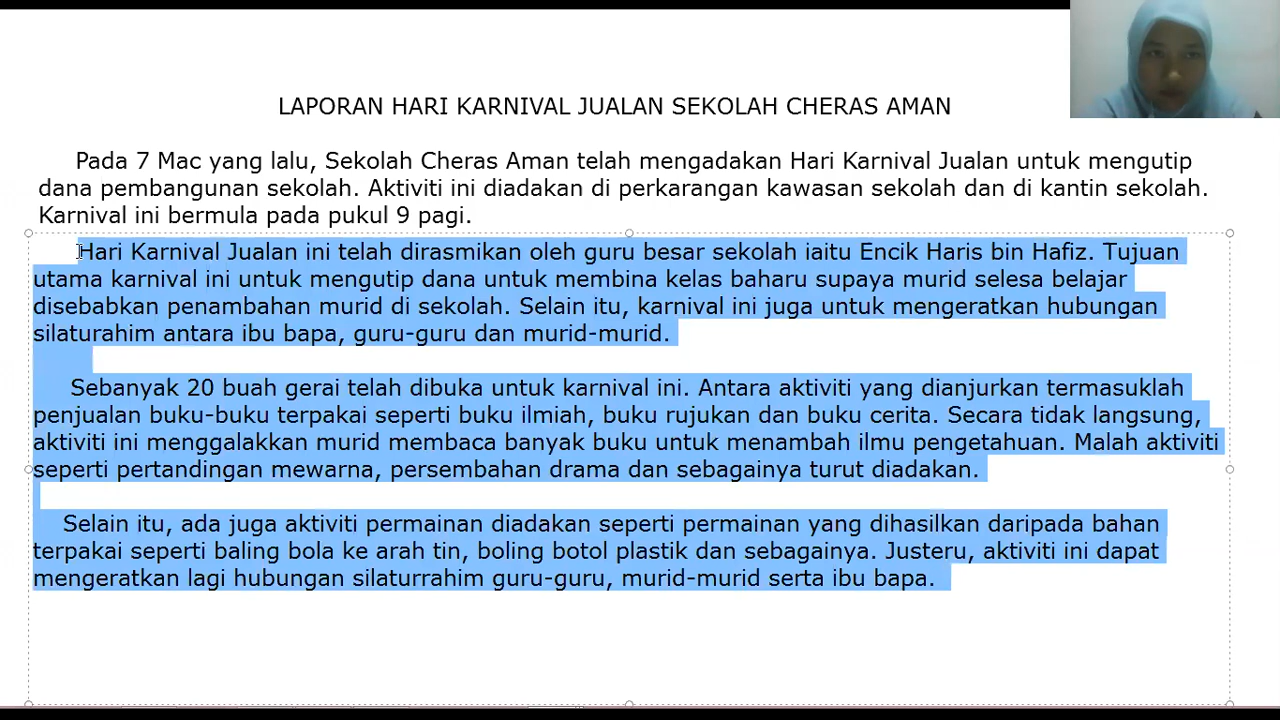 LAPORAN HARI KARNIVAL JUALAN SEKOLAH CHERAS AMAN
Pada 7 Mac yang lalu, Sekolah Cheras Aman telah mengadakan Hari Karnival Jualan untuk mengutip
dana pembangunan sekolah. Aktiviti ini diadakan di perkarangan kawasan sekolah dan di kantin sekolah.
Karnival ini bermula pada pukul 9 pagi.
Hari Karnival Jualan ini telah dirasmikan oleh guru besar sekolah iaitu Encik Haris bin Hafiz. Tujuan
utama karnival ini untuk mengutip dana untuk membina kelas baharu supaya murid selesa belajar
disebabkan penambahan murid di sekolah. Selain itu, karnival ini juga untuk mengeratkan hubungan
silaturahim antara ibu bapa, guru-guru dan murid-murid.
Sebanyak 20 buah gerai telah dibuka untuk karnival ini. Antara aktiviti yang dianjurkan termasuklah
penjualan buku-buku terpakai seperti buku ilmiah, buku rujukan dan buku cerita. Secara tidak langsung,
aktiviti ini menggalakkan murid membaca banyak buku untuk menambah ilmu pengetahuan. Malah aktiviti
seperti pertandingan mewarna, persembahan drama dan sebagainya turut diadakan.
Selain itu, ada juga aktiviti permainan diadakan seperti permainan yang dihasilkan daripada bahan
terpakai seperti baling bola ke arah tin, boling botol plastik dan sebagainya. Justeru, aktiviti ini dapat
mengeratkan lagi hubungan silaturrahim guru-guru, murid-murid serta ibu bapa.